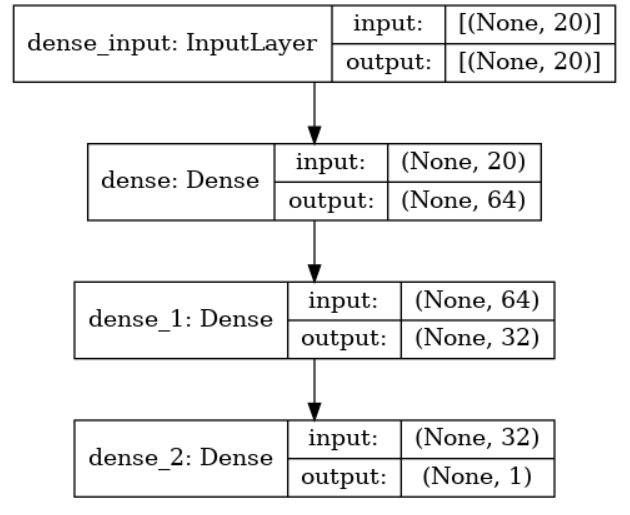 dense_input: InputLayer
input: [(None, 20)]
output: [(None, 20)]
dense: Dense
input: (None, 20)
output: (None, 64)
dense_1: Dense
input: (None, 64)
output: (None, 32)
dense_2: Dense
input: (None, 32)
output: (None, 1)